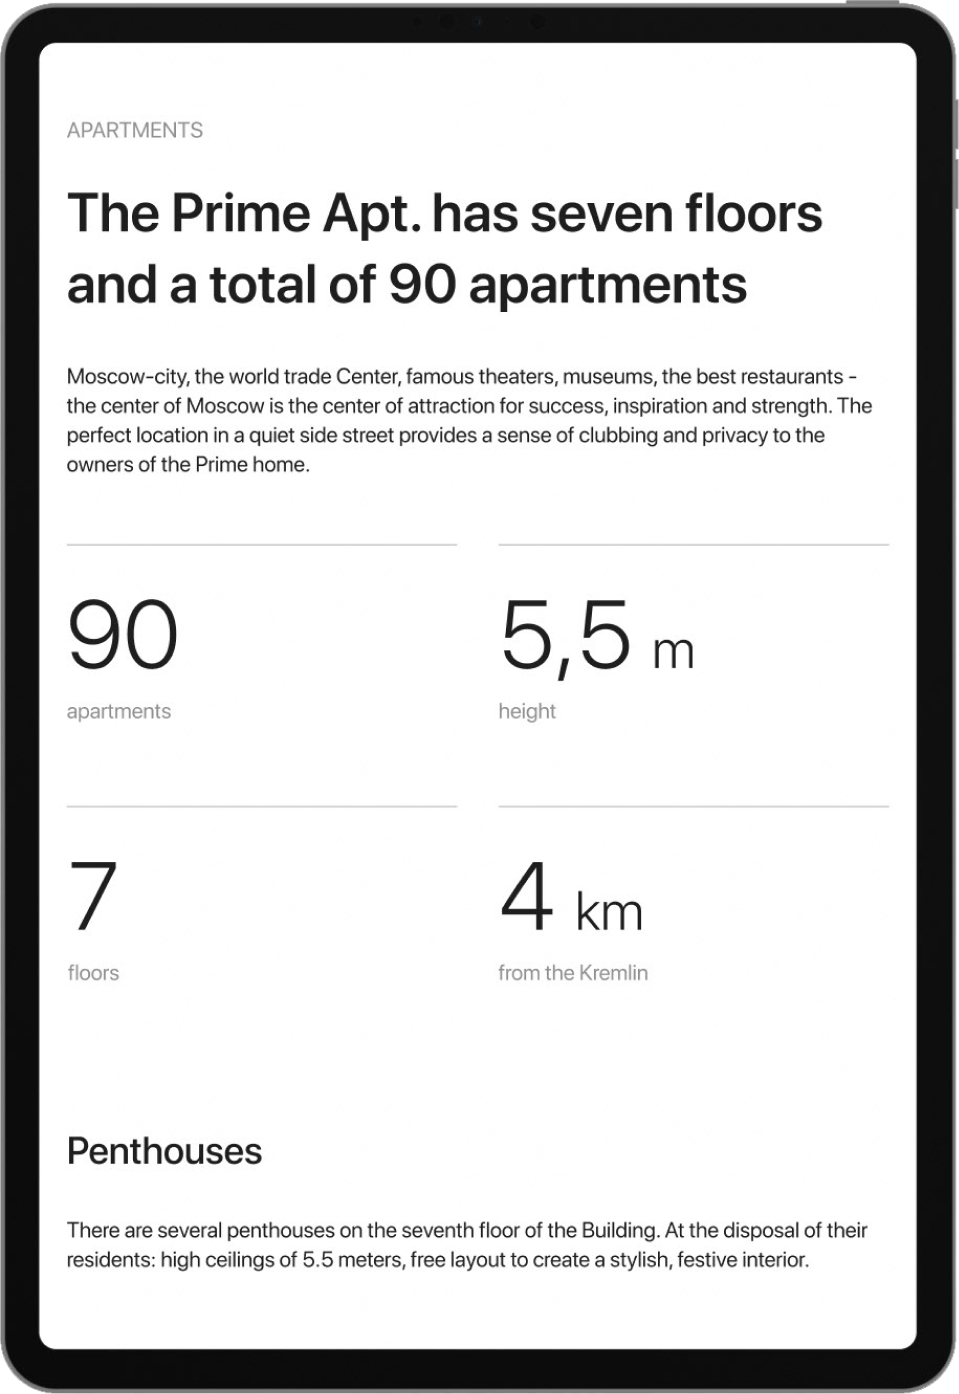 APARTMENTS
The Prime Apt. has seven floors
and a total of 90 apartments
Moscow-city, the world trade Center, famous theaters, museums, the best restaurants -
the center of Moscow is the center of attraction for success, inspiration and strength. The
perfect location in a quiet side street provides a sense of clubbing and privacy to the
owners of the Prime home.
90
apartments
5,5 m
height
7
floors
4 km
from the Kremlin
Penthouses
There are several penthouses on the seventh floor of the Building. At the disposal of their
residents: high ceilings of 5.5 meters, free layout to create a stylish, festive interior.